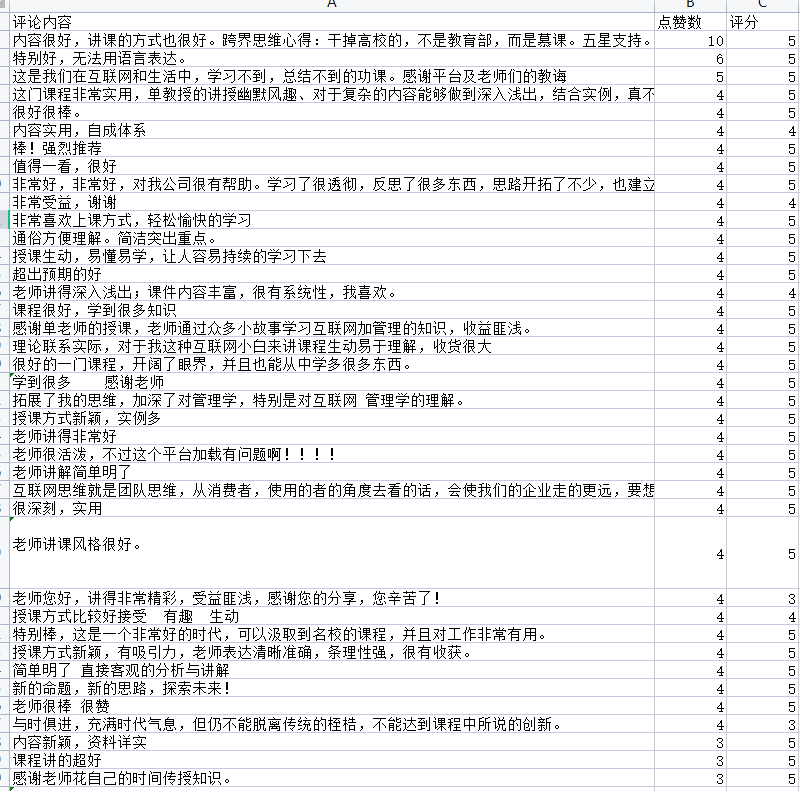 A B C
评论内容 点赞数 评分
内容很好，讲课的方式也很好。跨界思维心得：干掉高校的，不是教育部，而是慕课。五星支持。 10 5
特别好，无法用语言表达。 6 5
这是我们在互联网和生活中，学习不到，总结不到的功课。感谢平台及老师们的教诲 5 5
这门课程非常实用，单教授的讲授幽默风趣、对于复杂的内容能够做到深入浅出，结合实例，真不 4 5
很好很棒。 4 5
内容实用，自成体系 4 4
棒！强烈推荐 4 5
值得一看，很好 4 5
非常好，非常好，对我公司很有帮助。学习了很透彻，反思了很多东西，思路开拓了不少，也建立 4 5
非常受益，谢谢 4 4
非常喜欢上课方式，轻松愉快的学习 4 5
通俗方便理解。简洁突出重点。 4 5
授课生动，易懂易学，让人容易持续的学习下去 4 5
超出预期的好 4 5
老师讲得深入浅出；课件内容丰富，很有系统性，我喜欢。 4 4
课程很好，学到很多知识 4 5
感谢单老师的授课，老师通过众多小故事学习互联网加管理的知识，收益匪浅。 4 5
理论联系实际，对于我这种互联网小白来讲课程生动易于理解，收货很大 4 5
很好的一门课程，开阔了眼界，并且也能从中学多很多东西。 4 5
学到很多 感谢老师 4 5
拓展了我的思维，加深了对管理学，特别是对互联网 管理学的理解。 4 5
授课方式新颖，实例多 4 5
老师讲得非常好 4 5
老师很活泼，不过这个平台加载有问题啊！！！！ 4 5
老师讲解简单明了 4 5
互联网思维就是团队思维，从消费者，使用的者的角度去看的话，会使我们的企业走的更远，要想 4 5
很深刻，实用 4 5
老师讲课风格很好。 4 5
老师您好，讲得非常精彩，受益匪浅，感谢您的分享，您辛苦了！ 4 3
授课方式比较好接受 有趣 生动 4 4
特别棒，这是一个非常好的时代，可以汲取到名校的课程，并且对工作非常有用。 4 5
授课方式新颖，有吸引力，老师表达清晰准确，条理性强，很有收获。 4 5
简单明了 直接客观的分析与讲解 4 5
新的命题，新的思路，探索未来！ 4 5
老师很棒 很赞 4 5
与时俱进，充满时代气息，但仍不能脱离传统的桎梏，不能达到课程中所说的创新。 4 3
内容新颖，资料详实 3 5
课程讲的超好 3 5
感谢老师花自己的时间传授知识。 3 5